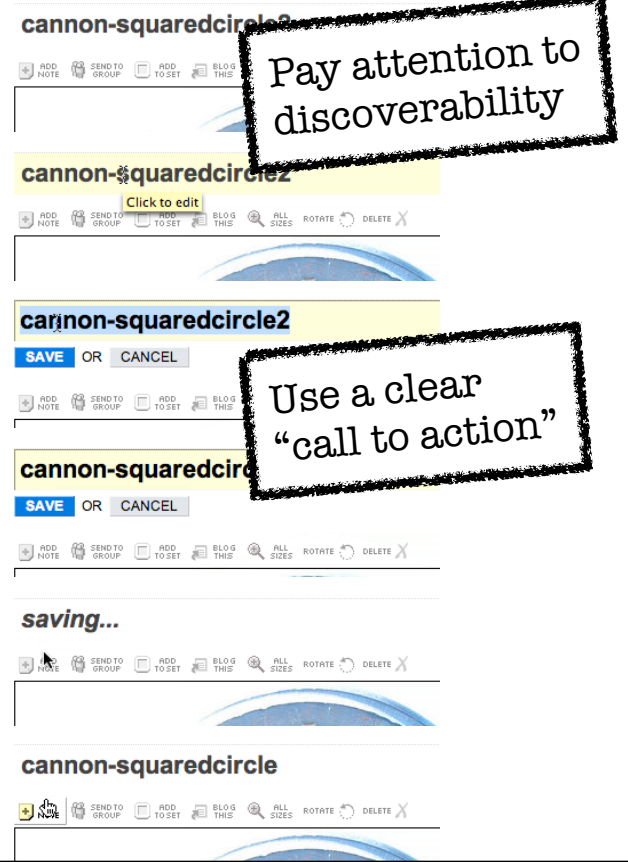 cannon-squaredcircle2
ADD NOTE SEND TO GROUP ADD TO SET BLOG THIS
Pay attention to
discoverability
cannon-squaredcircle2
Click to edit
ADD NOTE SEND TO GROUP ADD TO SET BLOG THIS ALL SIZES ROTATE DELETE
cannon-squaredcircle2
SAVE OR CANCEL
ADD NOTE SEND TO GROUP ADD TO SET BLOG THIS
Use a clear
“call to action”
cannon-squaredcirc
SAVE OR CANCEL
ADD NOTE SEND TO GROUP ADD TO SET BLOG THIS ALL SIZES ROTATE DELETE
saving...
ADD NOTE SEND TO GROUP ADD TO SET BLOG THIS ALL SIZES ROTATE DELETE
cannon-squaredcircle
ADD NOTE SEND TO GROUP ADD TO SET BLOG THIS ALL SIZES ROTATE DELETE